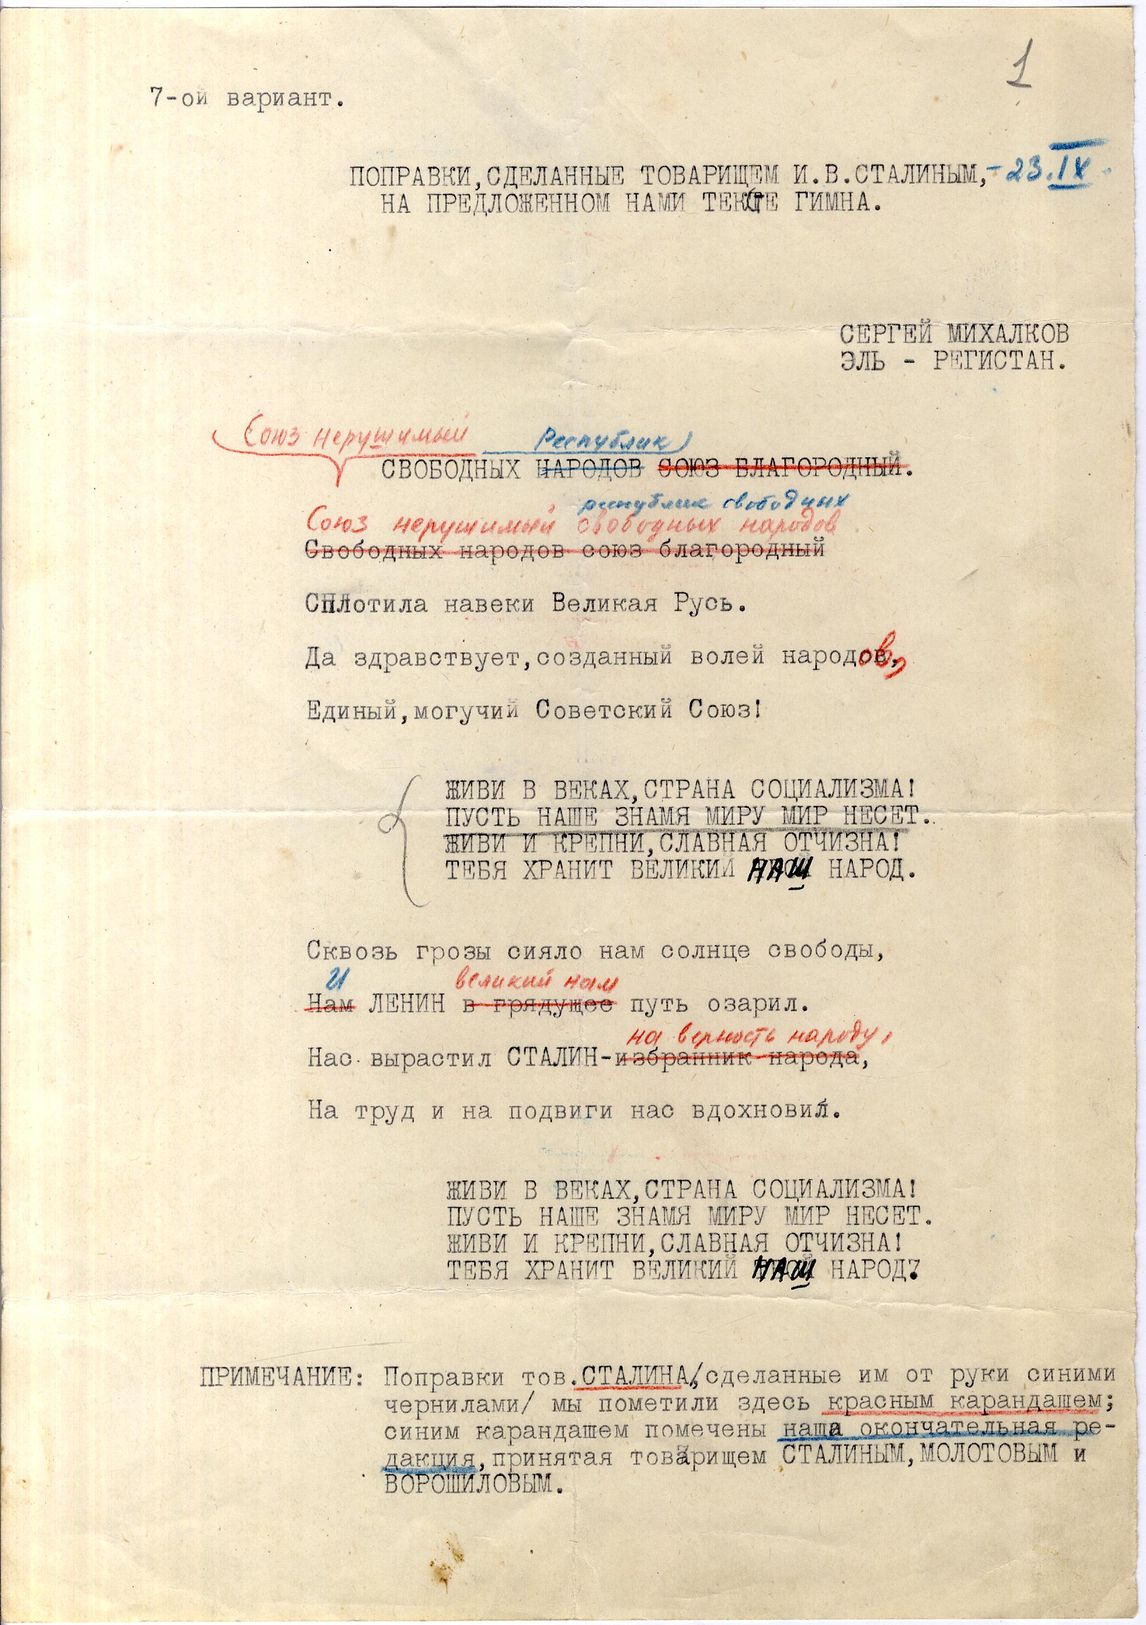 1
7-ой вариант.
ПОПРАВКИ,СДЕЛАННЫЕ ТОВАРИЩЕМ И.В.СТАЛИНЫМ,-23.IX
НА ПРЕДЛОЖЕННОМ НАМИ ТЕКСТЕ ГИМНА.
СЕРГЕЙ МИХАЛКОВ
ЭЛЬ - РЕГИСТАН.
Союз нерушимый Республик
СВОБОДНЫХ НАРОДОВ СОЮЗ БЛАГОРОДНЫЙ.
республик свободных
Союз нерушимый свободных народов
Свободных народов союз благородный
Сплотила навеки Великая Русь.
Да здравствует,созданный волей народов,
Единый,могучий Советский Союз!
ЖИВИ В ВЕКАХ,СТРАНА СОЦИАЛИЗМА!
ПУСТЬ НАШЕ ЗНАМЯ МИРУ МИР НЕСЕТ.
ЖИВИ И КРЕПНИ,СЛАВНАЯ ОТЧИЗНА!
ТЕБЯ ХРАНИТ ВЕЛИКИЙ НАШ НАРОД.
Сквозь грозы сияло нам солнце свободы,
И великий нам
Нам ЛЕНИН в грядущее путь озарил.
на верность народу,
Нас вырастил СТАЛИН-избранник народа,
На труд и на подвиги нас вдохновил.
ЖИВИ В ВЕКАХ,СТРАНА СОЦИАЛИЗМА!
ПУСТЬ НАШЕ ЗНАМЯ МИРУ МИР НЕСЕТ.
ЖИВИ И КРЕПНИ,СЛАВНАЯ ОТЧИЗНА!
ТЕБЯ ХРАНИТ ВЕЛИКИЙ НАШ НАРОД.
ПРИМЕЧАНИЕ: Поправки тов.СТАЛИНА/сделанные им от руки синими
чернилами/ мы пометили здесь красным карандашем;
синим карандашем помечены наша окончательная ре-
дакция,принятая товарищем СТАЛИНЫМ,МОЛОТОВЫМ и
ВОРОШИЛОВЫМ.